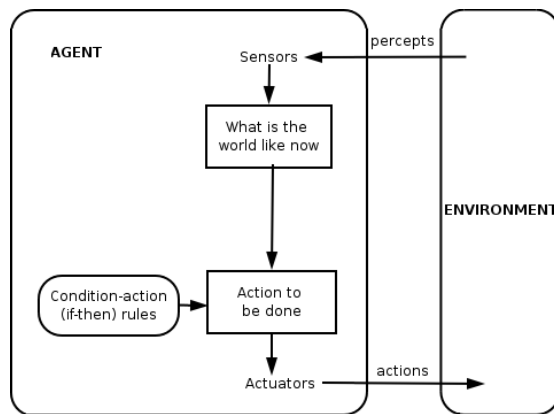 AGENT
Sensors
percepts
What is the
world like now
ENVIRONMENT
Condition-action
(if-then) rules
Action to
be done
Actuators
actions